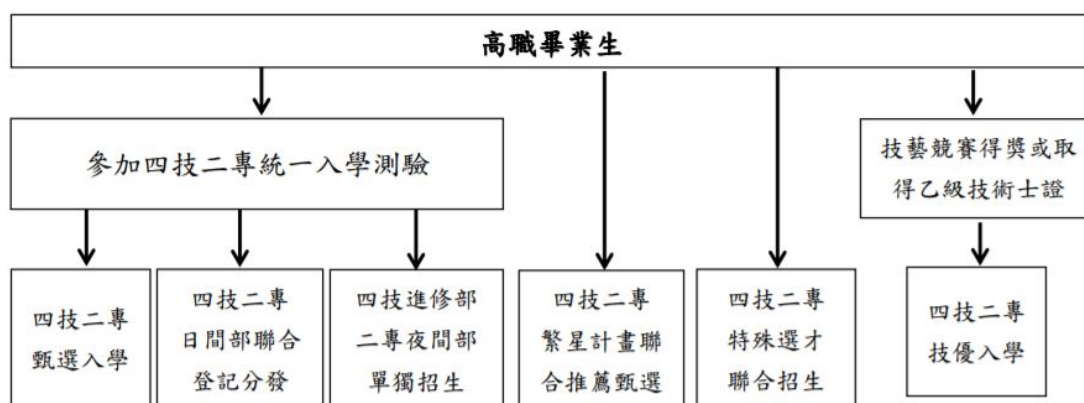 高職畢業生
參加四技二專統一入學測驗
技藝競賽得獎或取
得乙級技術士證
四技二專
甄選入學
四技二專
日間部聯合
登記分發
四技進修部
二專夜間部
單獨招生
四技二專
繁星計畫聯
合推薦甄選
四技二專
特殊選才
聯合招生
四技二專
技優入學